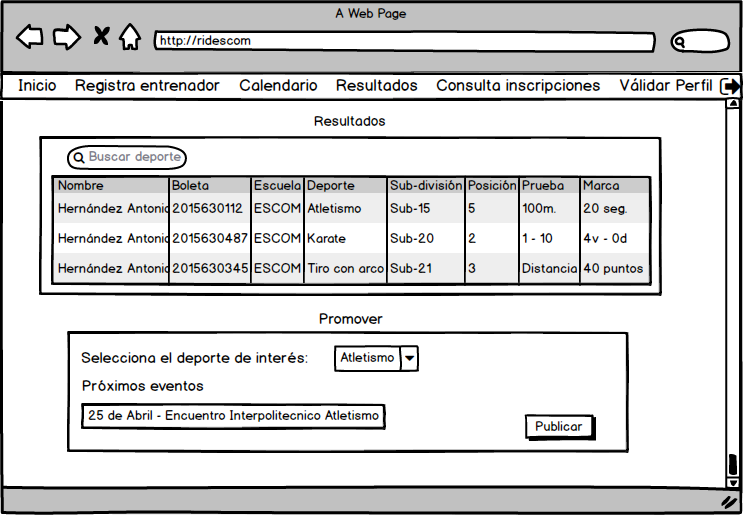 A Web Page
http://ridescom
Inicio Registra entrenador Calendario Resultados Consulta inscripciones Válidar Perfil
Resultados
Buscar deporte
Nombre Boleta Escuela Deporte Sub-división Posición Prueba Marca
Hernández Antonio 2015630112 ESCOM Atletismo Sub-15 5 100m. 20 seg.
Hernández Antonio 2015630487 ESCOM Karate Sub-20 2 1 - 10 4v - 0d
Hernández Antonio 2015630345 ESCOM Tiro con arco Sub-21 3 Distancia 40 puntos
Promover
Selecciona el deporte de interés: Atletismo
Próximos eventos
25 de Abril - Encuentro Interpolitecnico Atletismo
Publicar